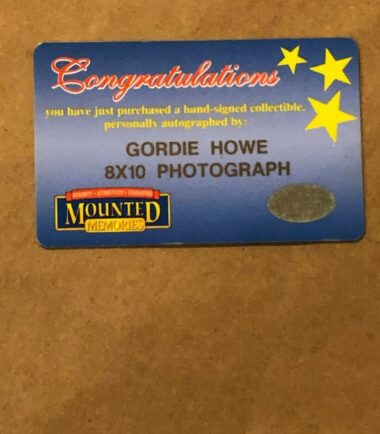 Congratulations
you have just purchased a hand-signed collectible,
personally autographed by:
GORDIE HOWE
8X10 PHOTOGRAPH
MOUNTED
MEMORIES